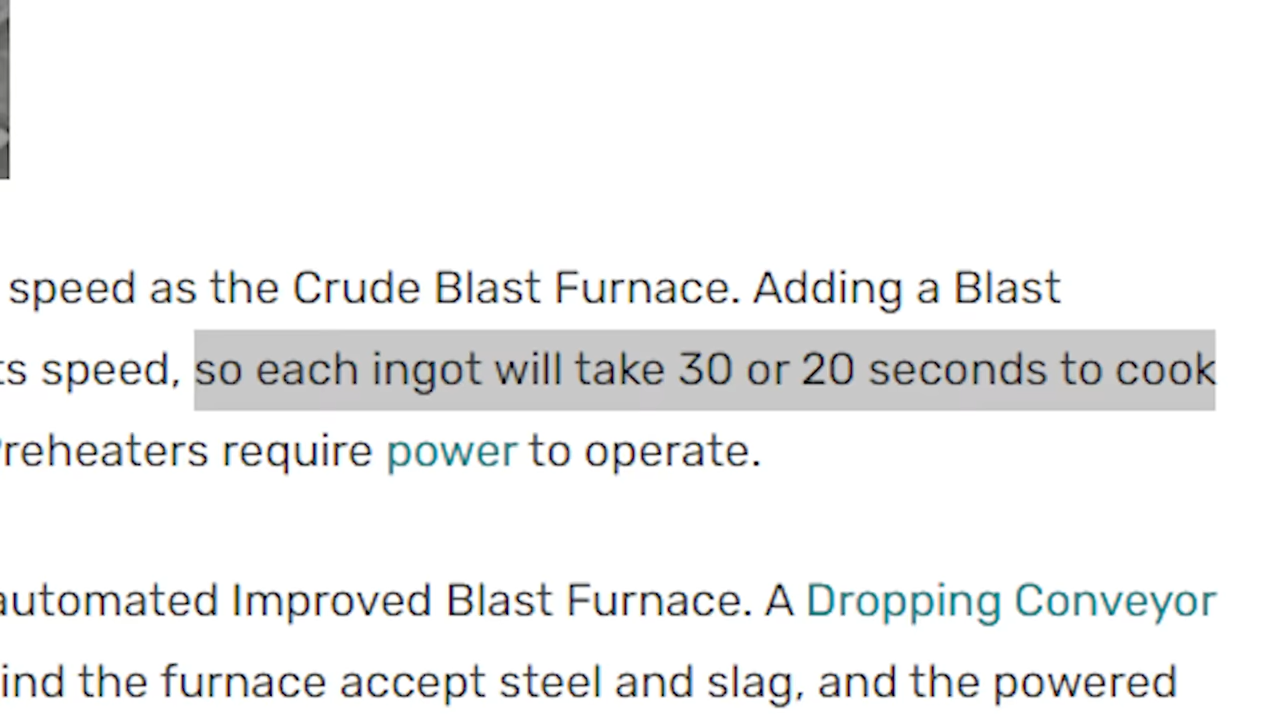 speed as the Crude Blast Furnace. Adding a Blast
ts speed, so each ingot will take 30 or 20 seconds to cook
Preheaters require power to operate.
automated Improved Blast Furnace. A Dropping Conveyor
ind the furnace accept steel and slag, and the powered